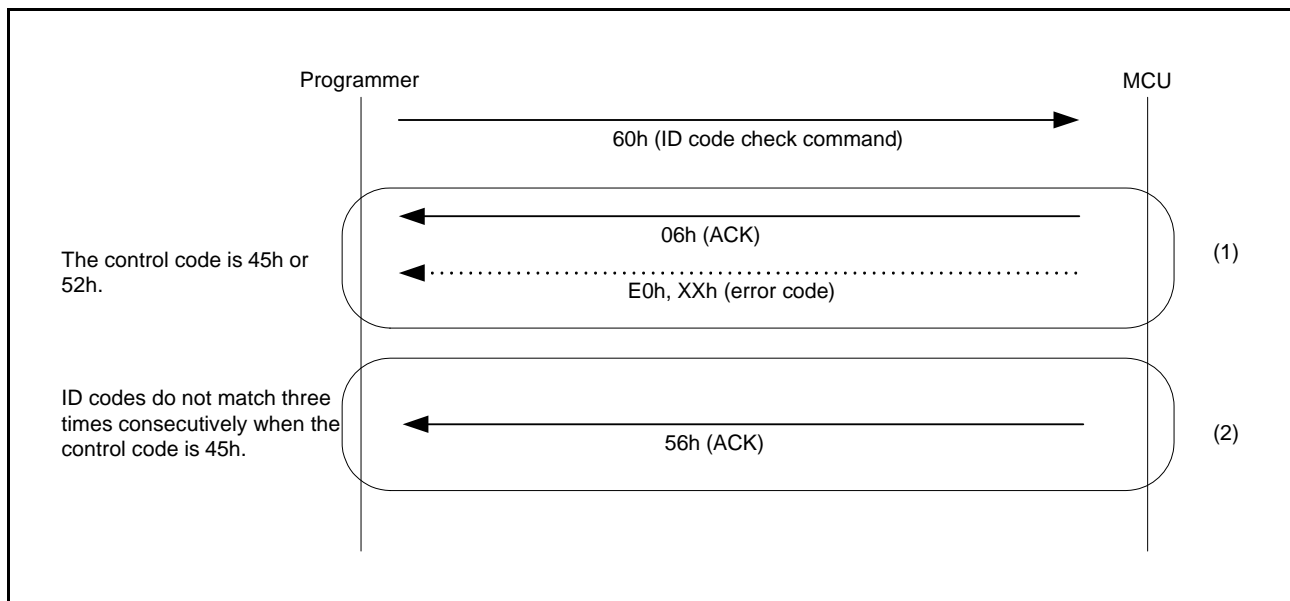 Programmer
MCU
60h (ID code check command)
06h (ACK)
The control code is 45h or
52h.
(1)
E0h, XXh (error code)
ID codes do not match three
times consecutively when the
control code is 45h.
56h (ACK)
(2)